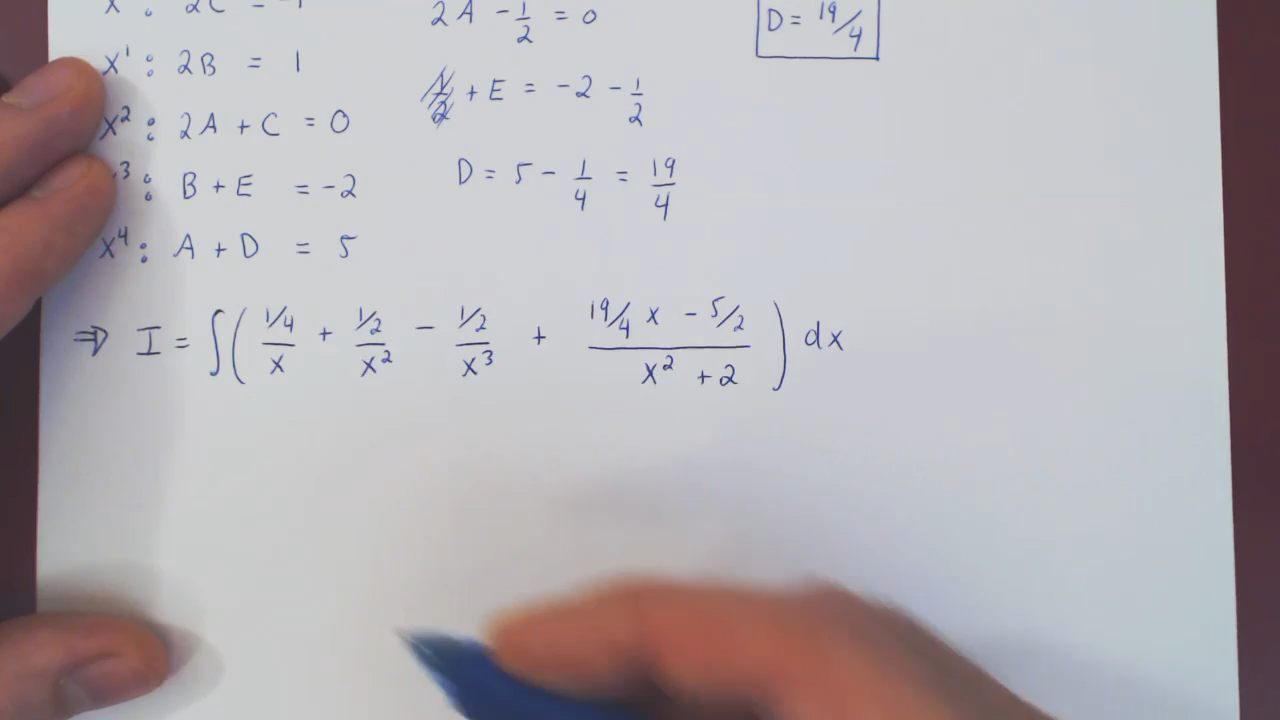 2C = -1
x¹ : 2B = 1
x² : 2A + C = 0
³ : B + E = -2
x⁴ : A + D = 5
2A - 1/2 = 0
+ E = -2 - 1/2
D = 5 - 1/4 = 19/4
D = 19/4
⇒ I = ∫( (1/4)/x + (1/2)/x² - (1/2)/x³ + (19/4 x - 5/2)/(x² + 2) ) dx